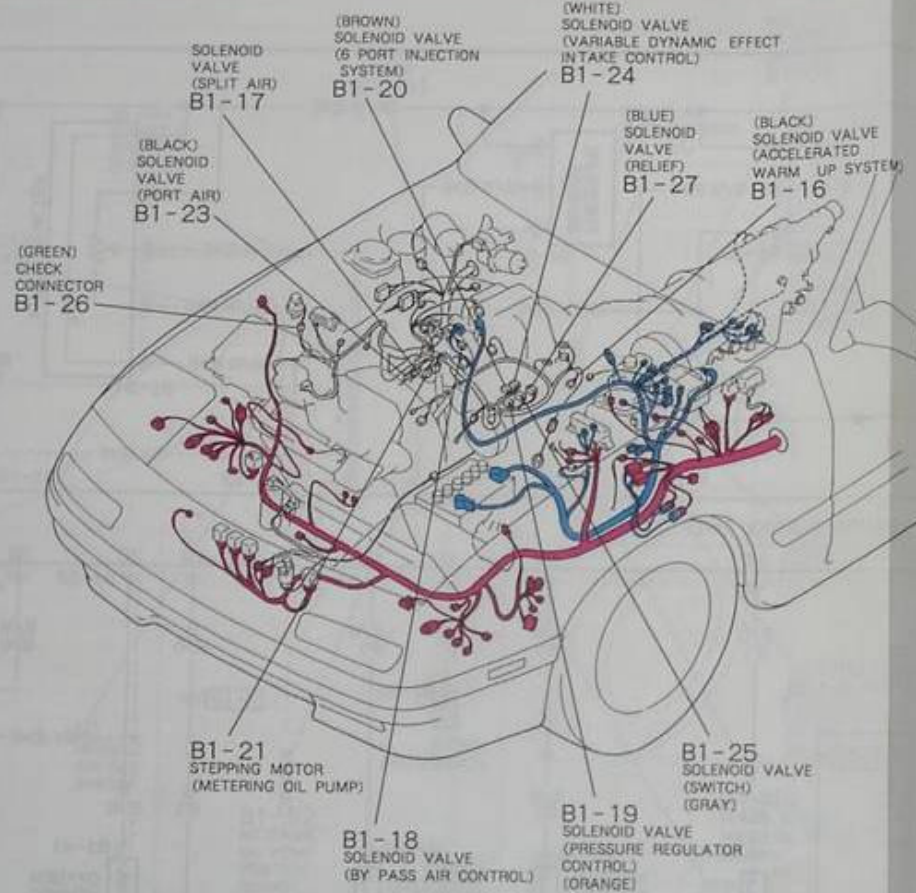 SOLENOID
VALVE
(SPLIT AIR)
B1-17
(BROWN)
SOLENOID VALVE
(6 PORT INJECTION
SYSTEM)
B1-20
(WHITE)
SOLENOID VALVE
(VARIABLE DYNAMIC EFFECT
INTAKE CONTROL)
B1-24
(BLACK)
SOLENOID
VALVE
(PORT AIR)
B1-23
(BLUE)
SOLENOID
VALVE
(RELIEF)
B1-27
(BLACK)
SOLENOID VALVE
(ACCELERATED
WARM UP SYSTEM)
B1-16
(GREEN)
CHECK
CONNECTOR
B1-26
B1-21
STEPPING MOTOR
(METERING OIL PUMP)
B1-18
SOLENOID VALVE
(BY PASS AIR CONTROL)
B1-19
SOLENOID VALVE
(PRESSURE REGULATOR
CONTROL)
(ORANGE)
B1-25
SOLENOID VALVE
(SWITCH)
(GRAY)